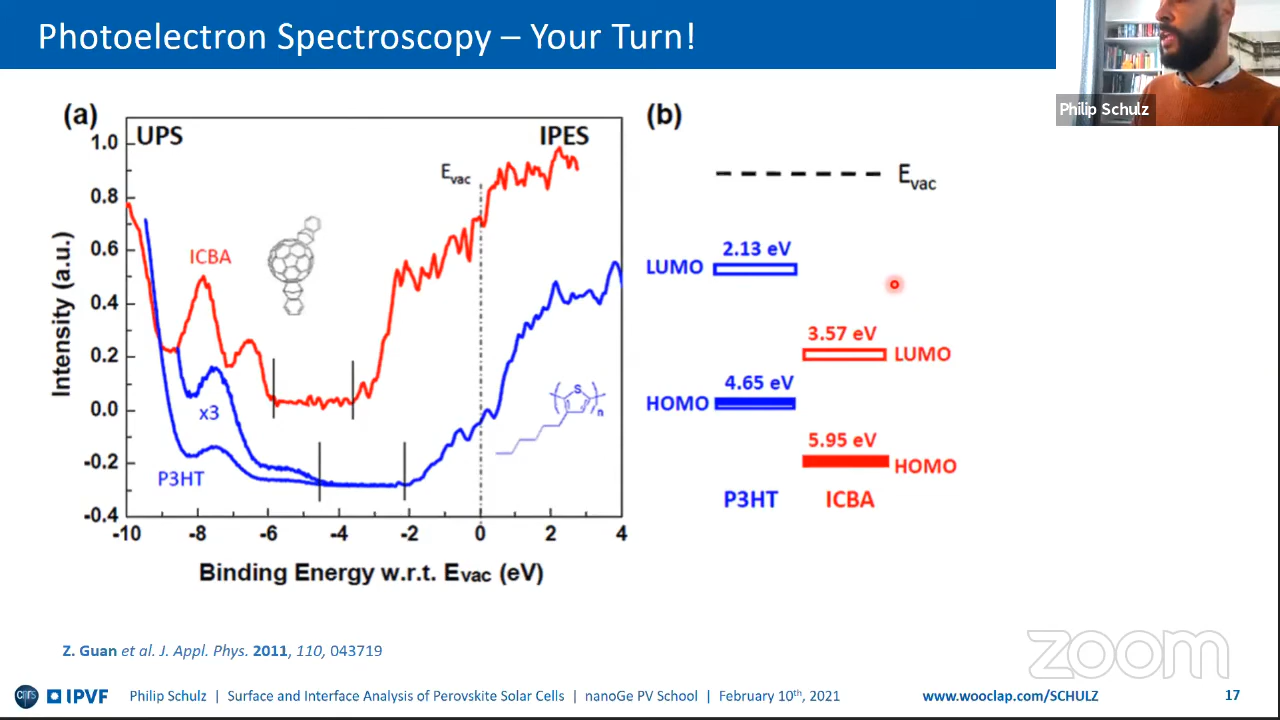 Photoelectron Spectroscopy – Your Turn!
Philip Schulz
(a)
UPS
IPES
E vac
ICBA
x3
P3HT
S
n
1.0
0.8
0.6
0.4
0.2
0.0
-0.2
-0.4
-10 -8 -6 -4 -2 0 2 4
Intensity (a.u.)
Binding Energy w.r.t. Evac (eV)
(b)
Evac
2.13 eV
LUMO
3.57 eV
LUMO
4.65 eV
HOMO
5.95 eV
HOMO
P3HT ICBA
Z. Guan et al. J. Appl. Phys. 2011, 110, 043719
zoom
cnrs IPVF Philip Schulz | Surface and Interface Analysis of Perovskite Solar Cells | nanoGe PV School | February 10th, 2021 www.wooclap.com/SCHULZ 17